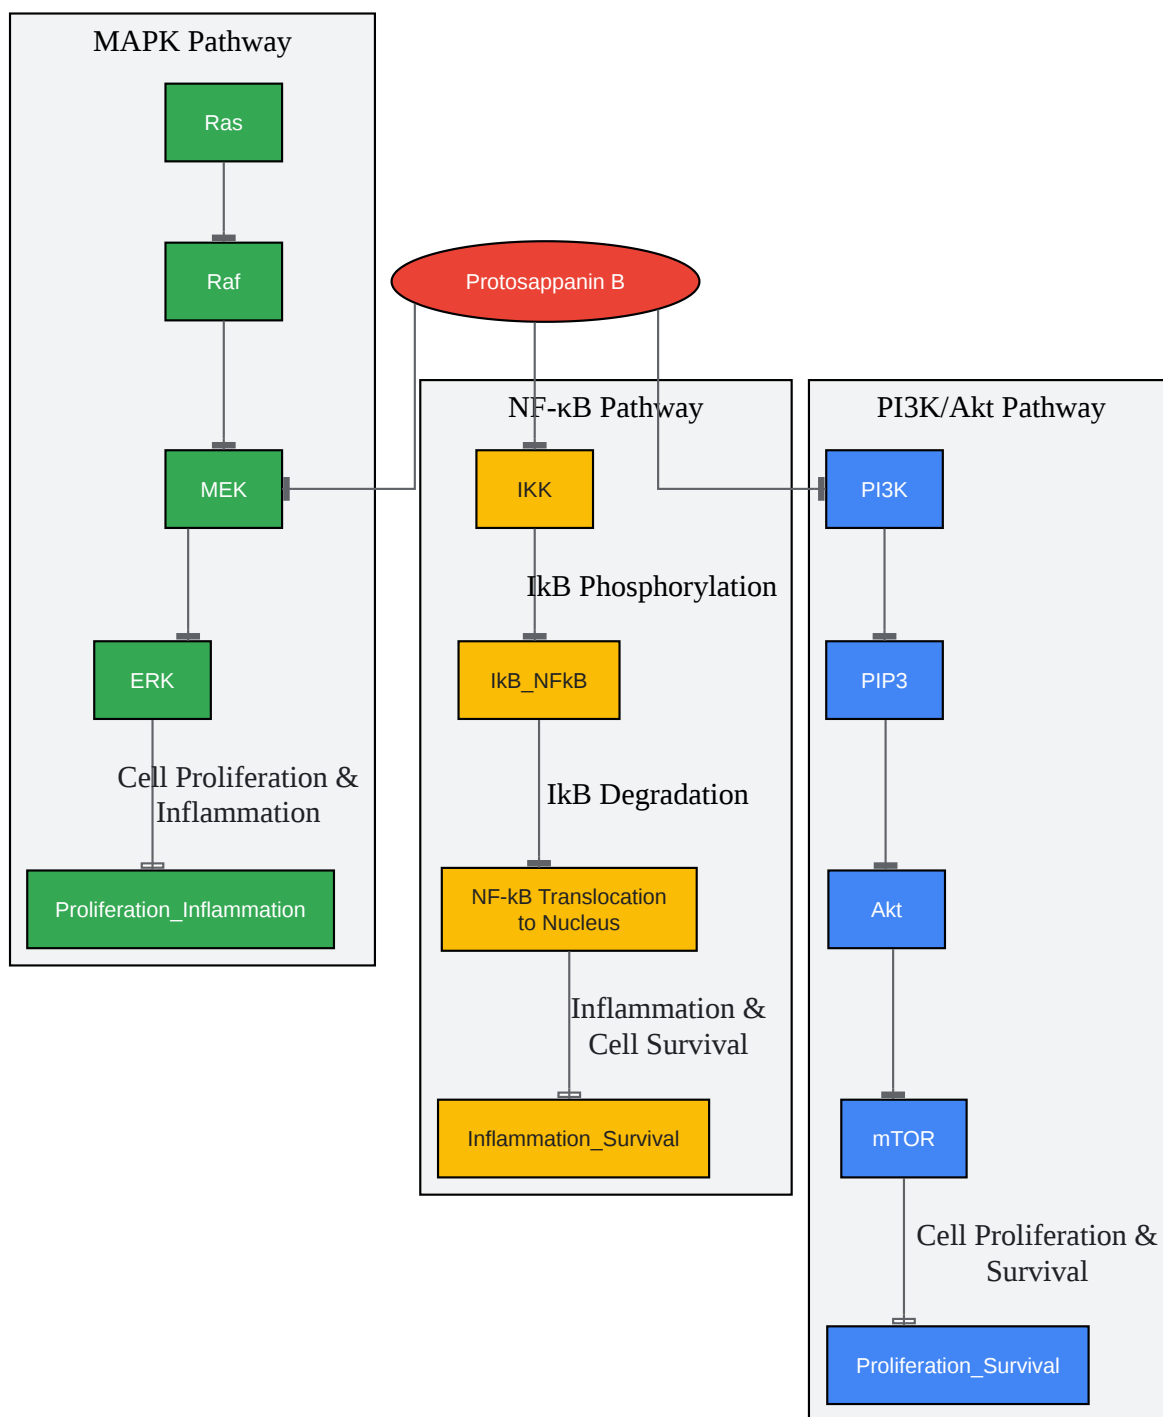 MAPK Pathway
Ras
Raf
MEK
ERK
Cell Proliferation &
Inflammation
Proliferation_Inflammation
Protosappanin B
NF-κB Pathway
IKK
IkB Phosphorylation
IkB_NFkB
IkB Degradation
NF-kB Translocation
to Nucleus
Inflammation &
Cell Survival
Inflammation_Survival
PI3K/Akt Pathway
PI3K
PIP3
Akt
mTOR
Cell Proliferation &
Survival
Proliferation_Survival